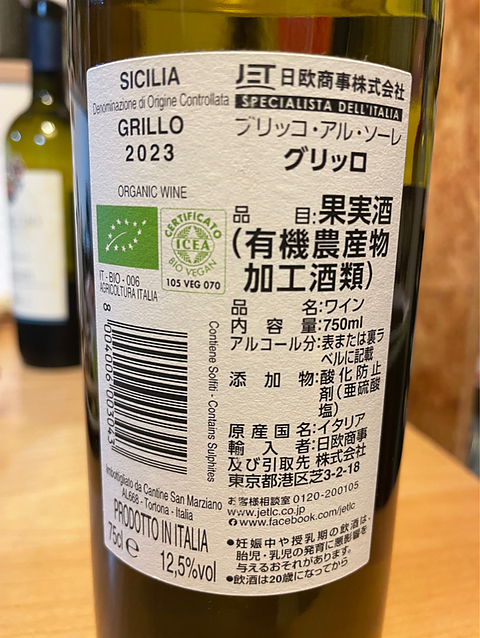 SICILIA
Denominazione di Origine Controllata
GRILLO
2023
ORGANIC WINE
CERTIFICATO
ICEA
BIO VEGAN
105 VEG 070
IT - BIO - 006
AGRICOLTURA ITALIA
8 004006 003043
Contiene Solfiti - Contains Sulphites
Imbottigliato da Cantine San Marziano
AL668 - Tortona - Italia
PRODOTTO IN ITALIA
75cl ℮ 12,5%vol
JET 日欧商事株式会社
SPECIALISTA DELL'ITALIA
ブリッコ・アル・ソーレ
グリッロ
品 目:果実酒
(有機農産物
加工酒類)
品 名:ワイン
内 容 量:750ml
アルコール分:表または裏ラ
ベルに記載
添 加 物:酸化防止
剤(亜硫酸
塩)
原 産 国 名:イタリア
輸 入 者:日欧商事
及び引取先 株式会社
東京都港区芝3-2-18
お客様相談室 0120-200105
www.jetlc.co.jp
www.facebook.com/jetlc
●妊娠中や授乳期の飲酒は、
胎児・乳児の発育に悪影響を
与えるおそれがあります。
●飲酒は20歳になってから